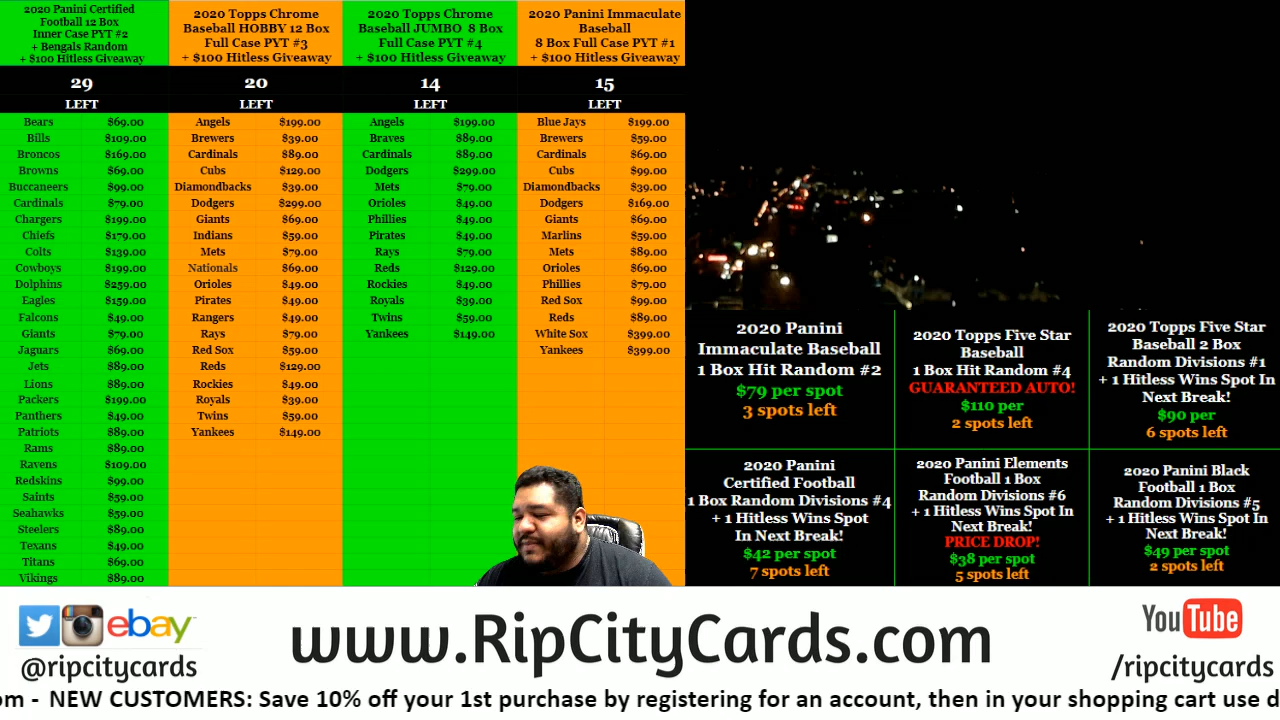 2020 Panini Certified
Football 12 Box
Inner Case PYT #2
+ Bengals Random
+ $100 Hitless Giveaway
29
LEFT
Bears $69.00
Bills $109.00
Broncos $169.00
Browns $69.00
Buccaneers $99.00
Cardinals $79.00
Chargers $199.00
Chiefs $179.00
Colts $139.00
Cowboys $199.00
Dolphins $259.00
Eagles $159.00
Falcons $49.00
Giants $79.00
Jaguars $69.00
Jets $89.00
Lions $89.00
Packers $199.00
Panthers $49.00
Patriots $89.00
Rams $89.00
Ravens $109.00
Redskins $99.00
Saints $59.00
Seahawks $59.00
Steelers $89.00
Texans $49.00
Titans $69.00
Vikings $89.00
2020 Topps Chrome
Baseball HOBBY 12 Box
Full Case PYT #3
+ $100 Hitless Giveaway
20
LEFT
Angels $199.00
Brewers $39.00
Cardinals $89.00
Cubs $129.00
Diamondbacks $39.00
Dodgers $299.00
Giants $69.00
Indians $59.00
Mets $79.00
Nationals $69.00
Orioles $49.00
Pirates $49.00
Rangers $49.00
Rays $79.00
Red Sox $59.00
Reds $129.00
Rockies $49.00
Royals $39.00
Twins $59.00
Yankees $149.00
2020 Topps Chrome
Baseball JUMBO 8 Box
Full Case PYT #4
+ $100 Hitless Giveaway
14
LEFT
Angels $199.00
Braves $89.00
Cardinals $89.00
Dodgers $299.00
Mets $79.00
Orioles $49.00
Phillies $49.00
Pirates $49.00
Rays $79.00
Reds $129.00
Rockies $49.00
Royals $39.00
Twins $59.00
Yankees $149.00
2020 Panini Immaculate
Baseball
8 Box Full Case PYT #1
+ $100 Hitless Giveaway
15
LEFT
Blue Jays $199.00
Brewers $59.00
Cardinals $69.00
Cubs $99.00
Diamondbacks $39.00
Dodgers $169.00
Giants $69.00
Marlins $59.00
Mets $89.00
Orioles $69.00
Phillies $79.00
Red Sox $99.00
Reds $89.00
White Sox $399.00
Yankees $399.00
2020 Panini
Immaculate Baseball
1 Box Hit Random #2
$79 per spot
3 spots left
2020 Topps Five Star
Baseball
1 Box Hit Random #4
GUARANTEED AUTO!
$110 per
2 spots left
2020 Topps Five Star
Baseball 2 Box
Random Divisions #1
+ 1 Hitless Wins Spot In
Next Break!
$90 per
6 spots left
2020 Panini
Certified Football
1 Box Random Divisions #4
+ 1 Hitless Wins Spot
In Next Break!
$42 per spot
7 spots left
2020 Panini Elements
Football 1 Box
Random Divisions #6
+ 1 Hitless Wins Spot In
Next Break!
PRICE DROP!
$38 per spot
5 spots left
2020 Panini Black
Football 1 Box
Random Divisions #5
+ 1 Hitless Wins Spot In
Next Break!
$49 per spot
2 spots left
ebay
@ripcitycards
www.RipCityCards.com
YouTube
/ripcitycards
om - NEW CUSTOMERS: Save 10% off your 1st purchase by registering for an account, then in your shopping cart use d